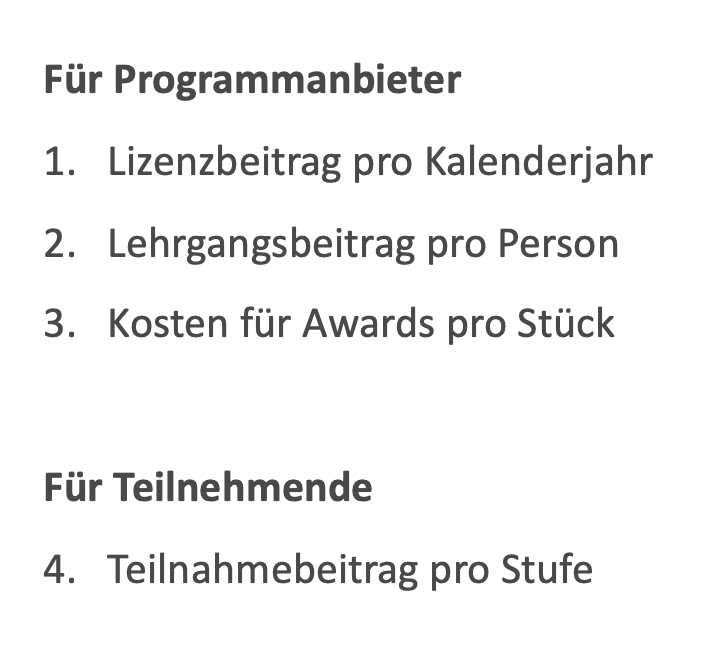 Für Programmanbieter
1. Lizenzbeitrag pro Kalenderjahr
2. Lehrgangsbeitrag pro Person
3. Kosten für Awards pro Stück
Für Teilnehmende
4. Teilnahmebeitrag pro Stufe